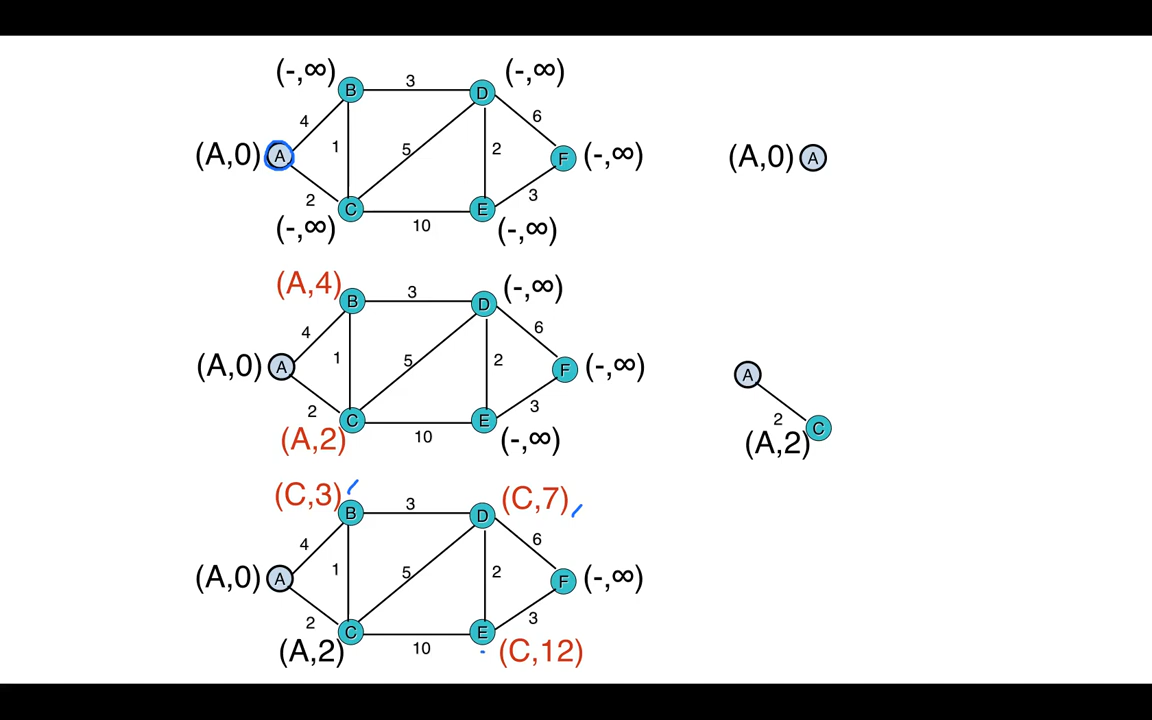 (-,∞) (-,∞)
B 3 D
4 6
(A,0) A 1 5 2 F (-,∞) (A,0) A
2 3
C 10 E
(-,∞) (-,∞)
(A,4) (-,∞)
B 3 D
4 6
(A,0) A 1 5 2 F (-,∞) A
2 3 2
C 10 E C
(A,2) (-,∞) (A,2)
(C,3) (C,7)
B 3 D
4 6
(A,0) A 1 5 2 F (-,∞)
2 3
C 10 E
(A,2) (C,12)